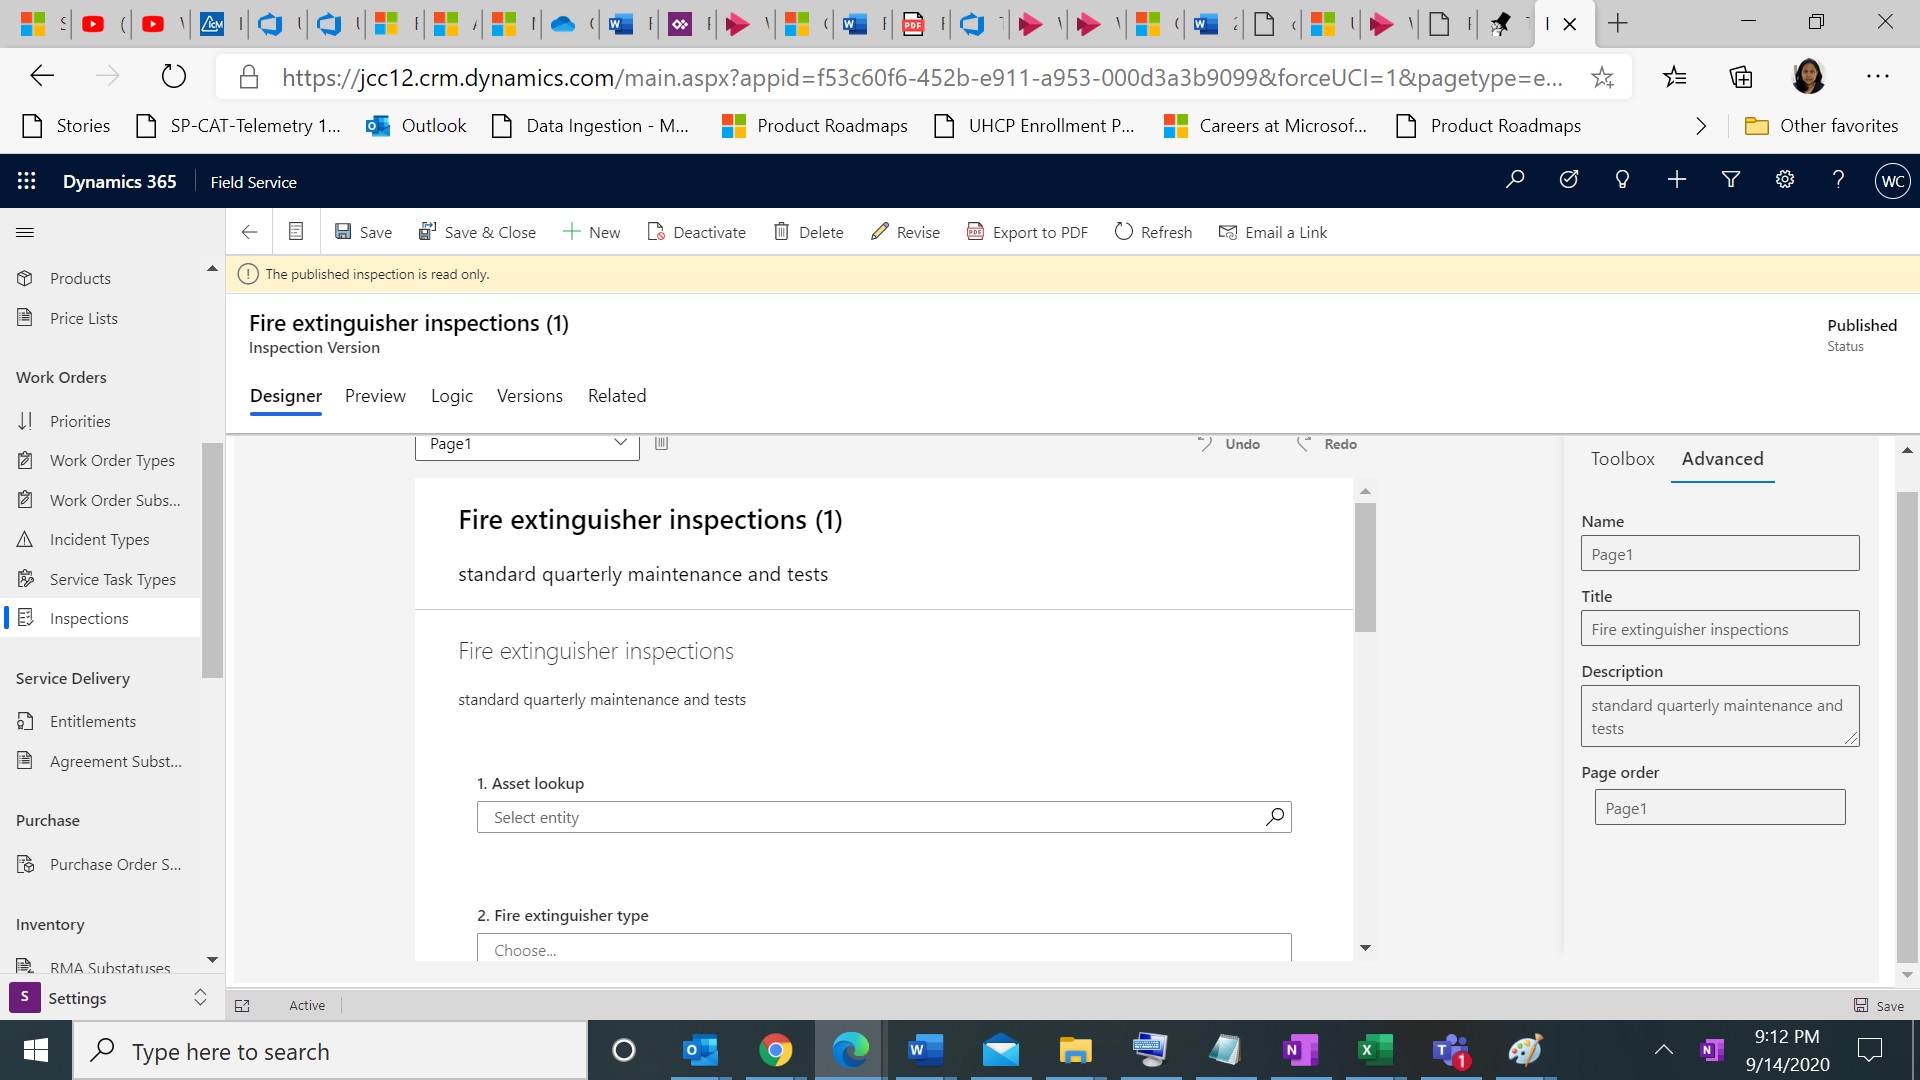 https://jcc12.crm.dynamics.com/main.aspx?appid=f53c60f6-452b-e911-a953-000d3a3b9099&forceUCI=1&pagetype=e...
Stories
SP-CAT-Telemetry 1...
Outlook
Data Ingestion - M...
Product Roadmaps
UHCP Enrollment P...
Careers at Microsof...
Product Roadmaps
Other favorites
Dynamics 365
Field Service
WC
Save
Save & Close
New
Deactivate
Delete
Revise
Export to PDF
Refresh
Email a Link
The published inspection is read only.
Products
Price Lists
Work Orders
Priorities
Work Order Types
Work Order Subs...
Incident Types
Service Task Types
Inspections
Service Delivery
Entitlements
Agreement Subst...
Purchase
Purchase Order S...
Inventory
RMA Substatuses
S Settings
Fire extinguisher inspections (1)
Inspection Version
Published
Status
Designer
Preview
Logic
Versions
Related
Page1
Undo
Redo
Fire extinguisher inspections (1)
standard quarterly maintenance and tests
Fire extinguisher inspections
standard quarterly maintenance and tests
1. Asset lookup
Select entity
2. Fire extinguisher type
Choose...
Toolbox
Advanced
Name
Page1
Title
Fire extinguisher inspections
Description
standard quarterly maintenance and
tests
Page order
Page1
Active
Save
Type here to search
1
9:12 PM
9/14/2020